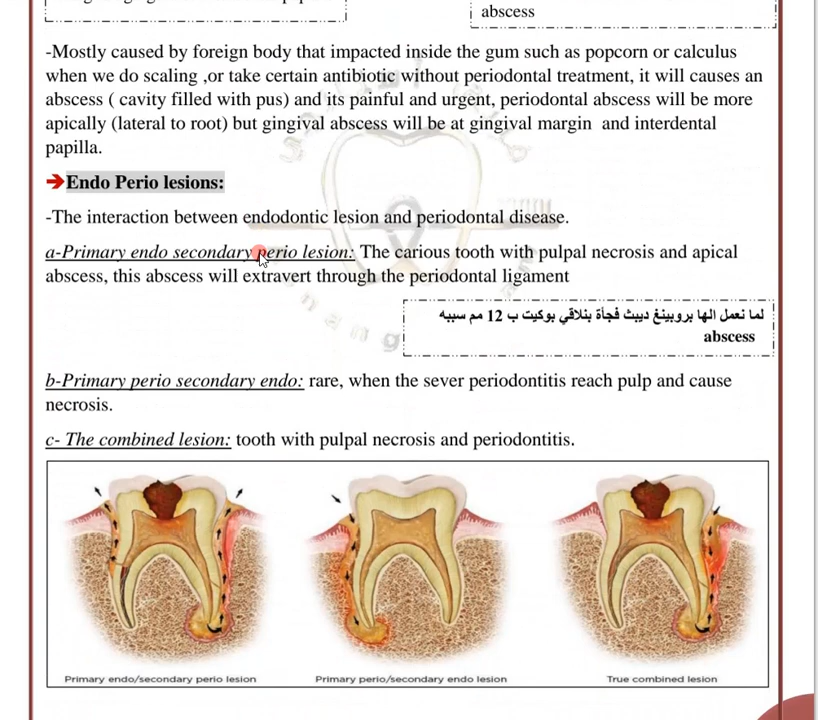 abscess
-Mostly caused by foreign body that impacted inside the gum such as popcorn or calculus
when we do scaling ,or take certain antibiotic without periodontal treatment, it will causes an
abscess ( cavity filled with pus) and its painful and urgent, periodontal abscess will be more
apically (lateral to root) but gingival abscess will be at gingival margin and interdental
papilla.
Endo Perio lesions:
-The interaction between endodontic lesion and periodontal disease.
a-Primary endo secondary perio lesion: The carious tooth with pulpal necrosis and apical
abscess, this abscess will extravert through the periodontal ligament
لما نعمل الها بروبينغ ديبث فجأة بنلاقي بوكيت ب 12 مم سببه
abscess
b-Primary perio secondary endo: rare, when the sever periodontitis reach pulp and cause
necrosis.
c- The combined lesion: tooth with pulpal necrosis and periodontitis.
Primary endo/secondary perio lesion
Primary perio/secondary endo lesion
True combined lesion